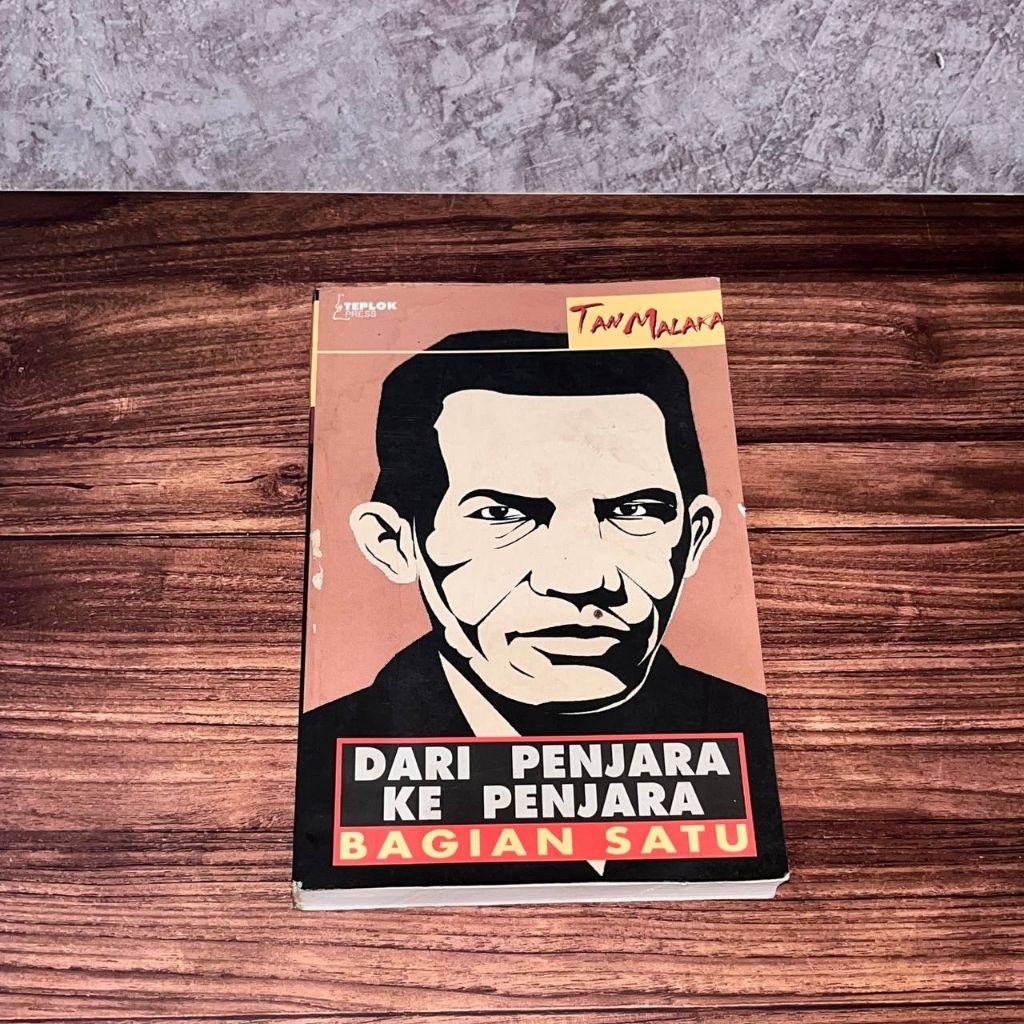 TEPLOK
PRESS
TAN MALAKA
DARI PENJARA
KE PENJARA
BAGIAN SATU